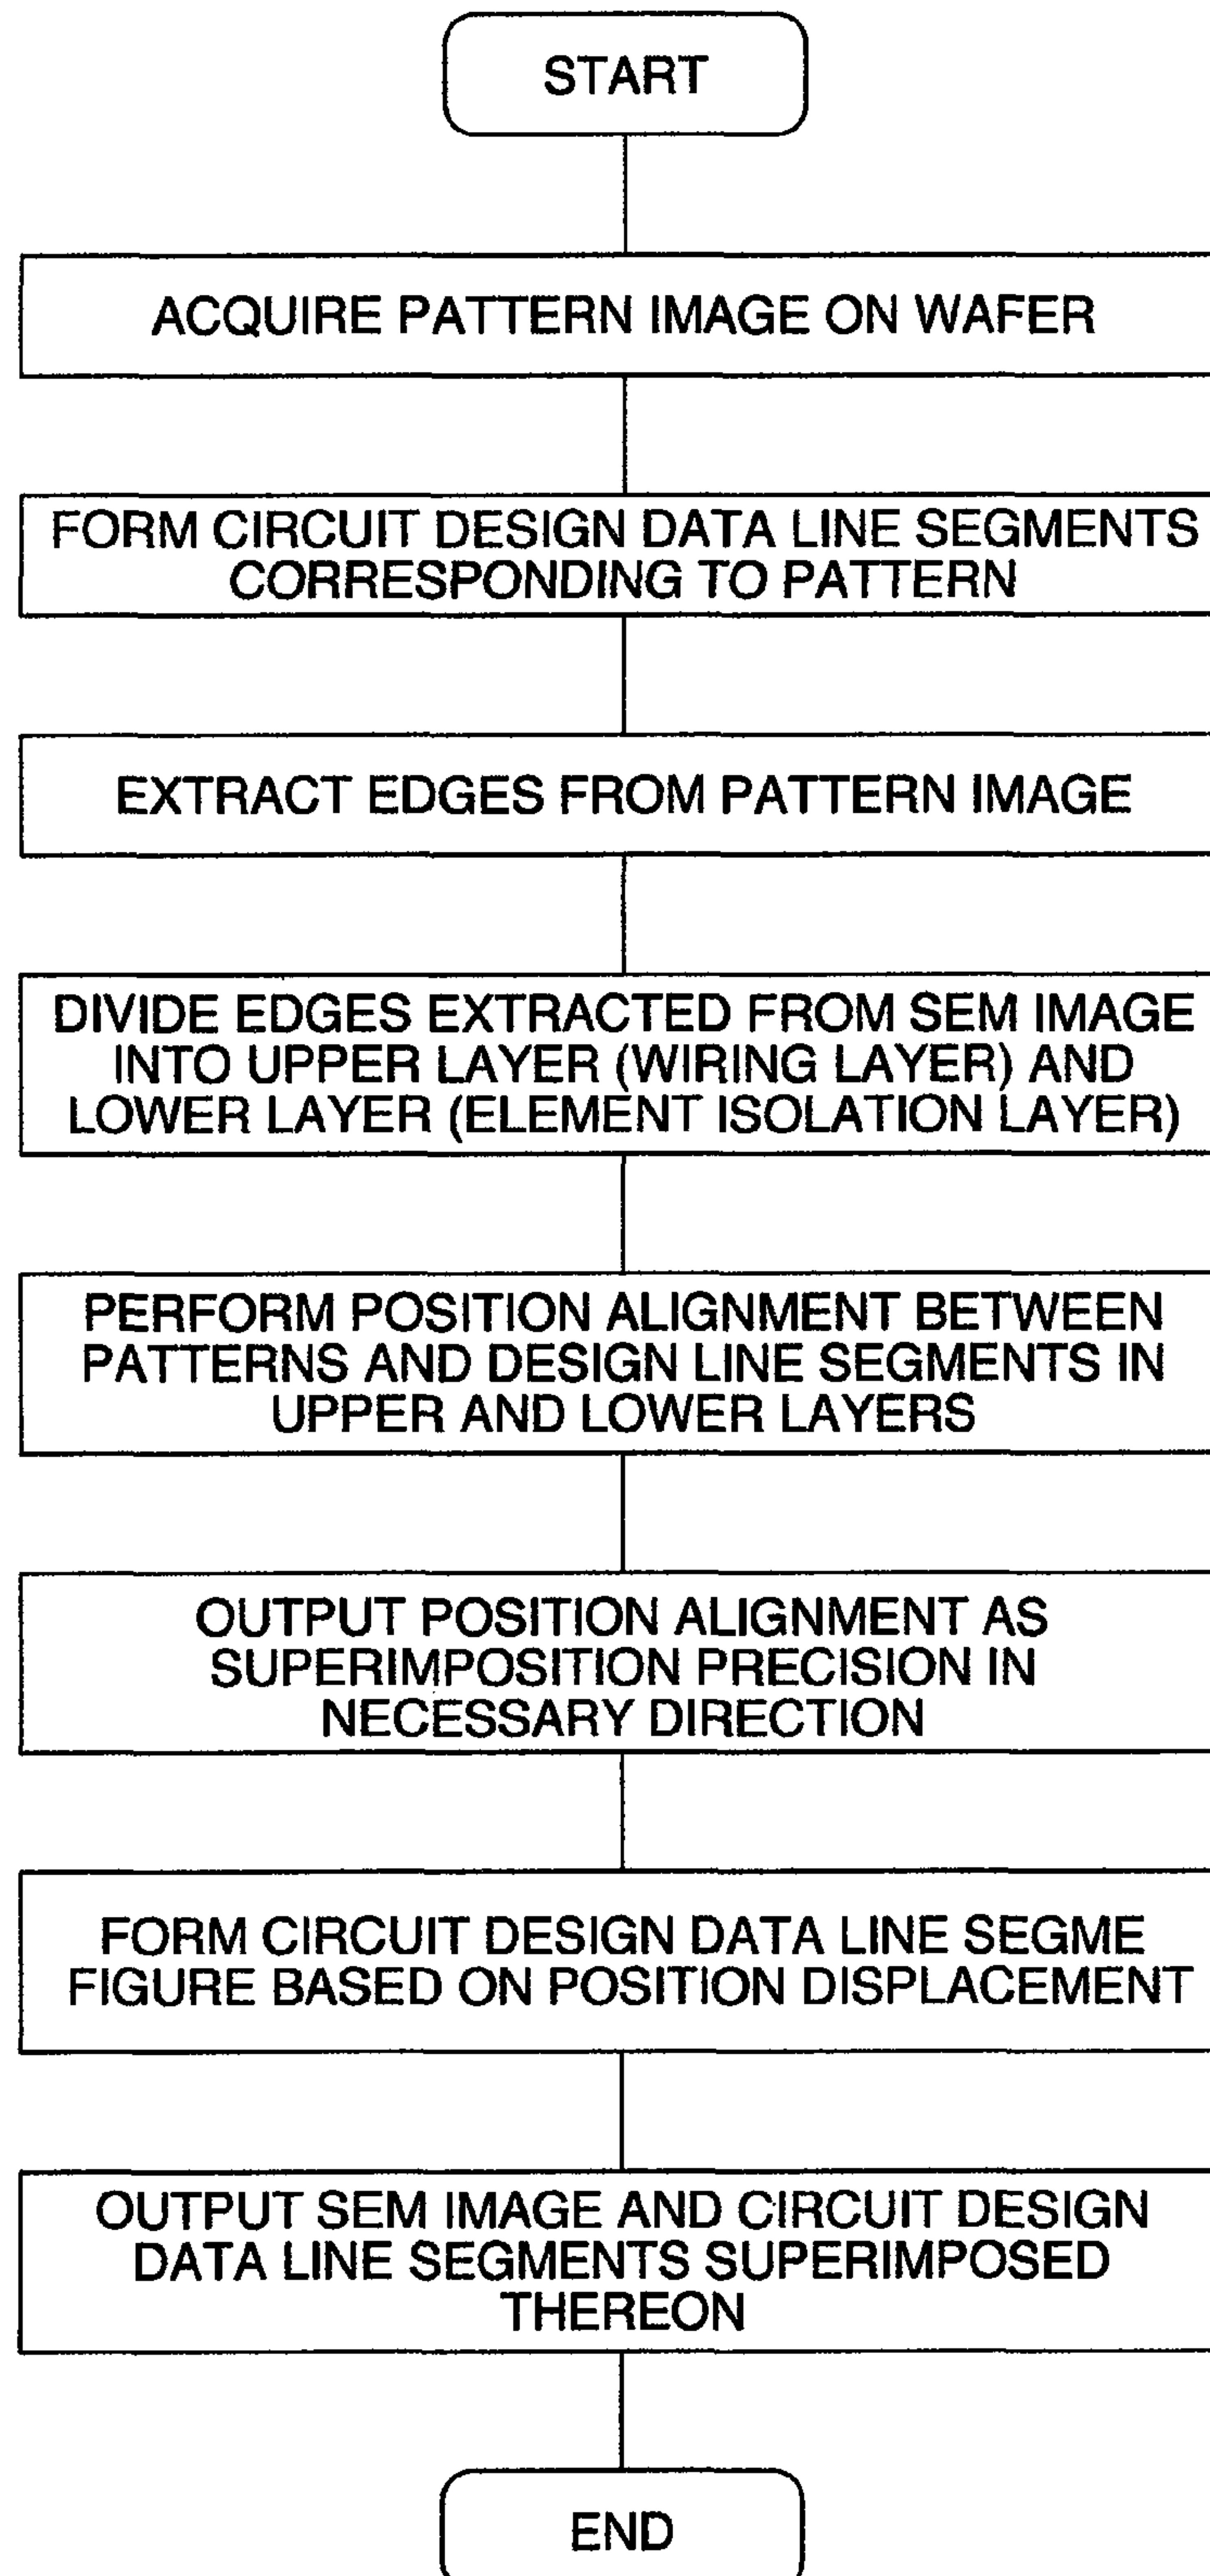 START
ACQUIRE PATTERN IMAGE ON WAFER
FORM CIRCUIT DESIGN DATA LINE SEGMENTS
CORRESPONDING TO PATTERN
EXTRACT EDGES FROM PATTERN IMAGE
DIVIDE EDGES EXTRACTED FROM SEM IMAGE
INTO UPPER LAYER (WIRING LAYER) AND
LOWER LAYER (ELEMENT ISOLATION LAYER)
PERFORM POSITION ALIGNMENT BETWEEN
PATTERNS AND DESIGN LINE SEGMENTS IN
UPPER AND LOWER LAYERS
OUTPUT POSITION ALIGNMENT AS
SUPERIMPOSITION PRECISION IN
NECESSARY DIRECTION
FORM CIRCUIT DESIGN DATA LINE SEGME
FIGURE BASED ON POSITION DISPLACEMENT
OUTPUT SEM IMAGE AND CIRCUIT DESIGN
DATA LINE SEGMENTS SUPERIMPOSED
THEREON
END